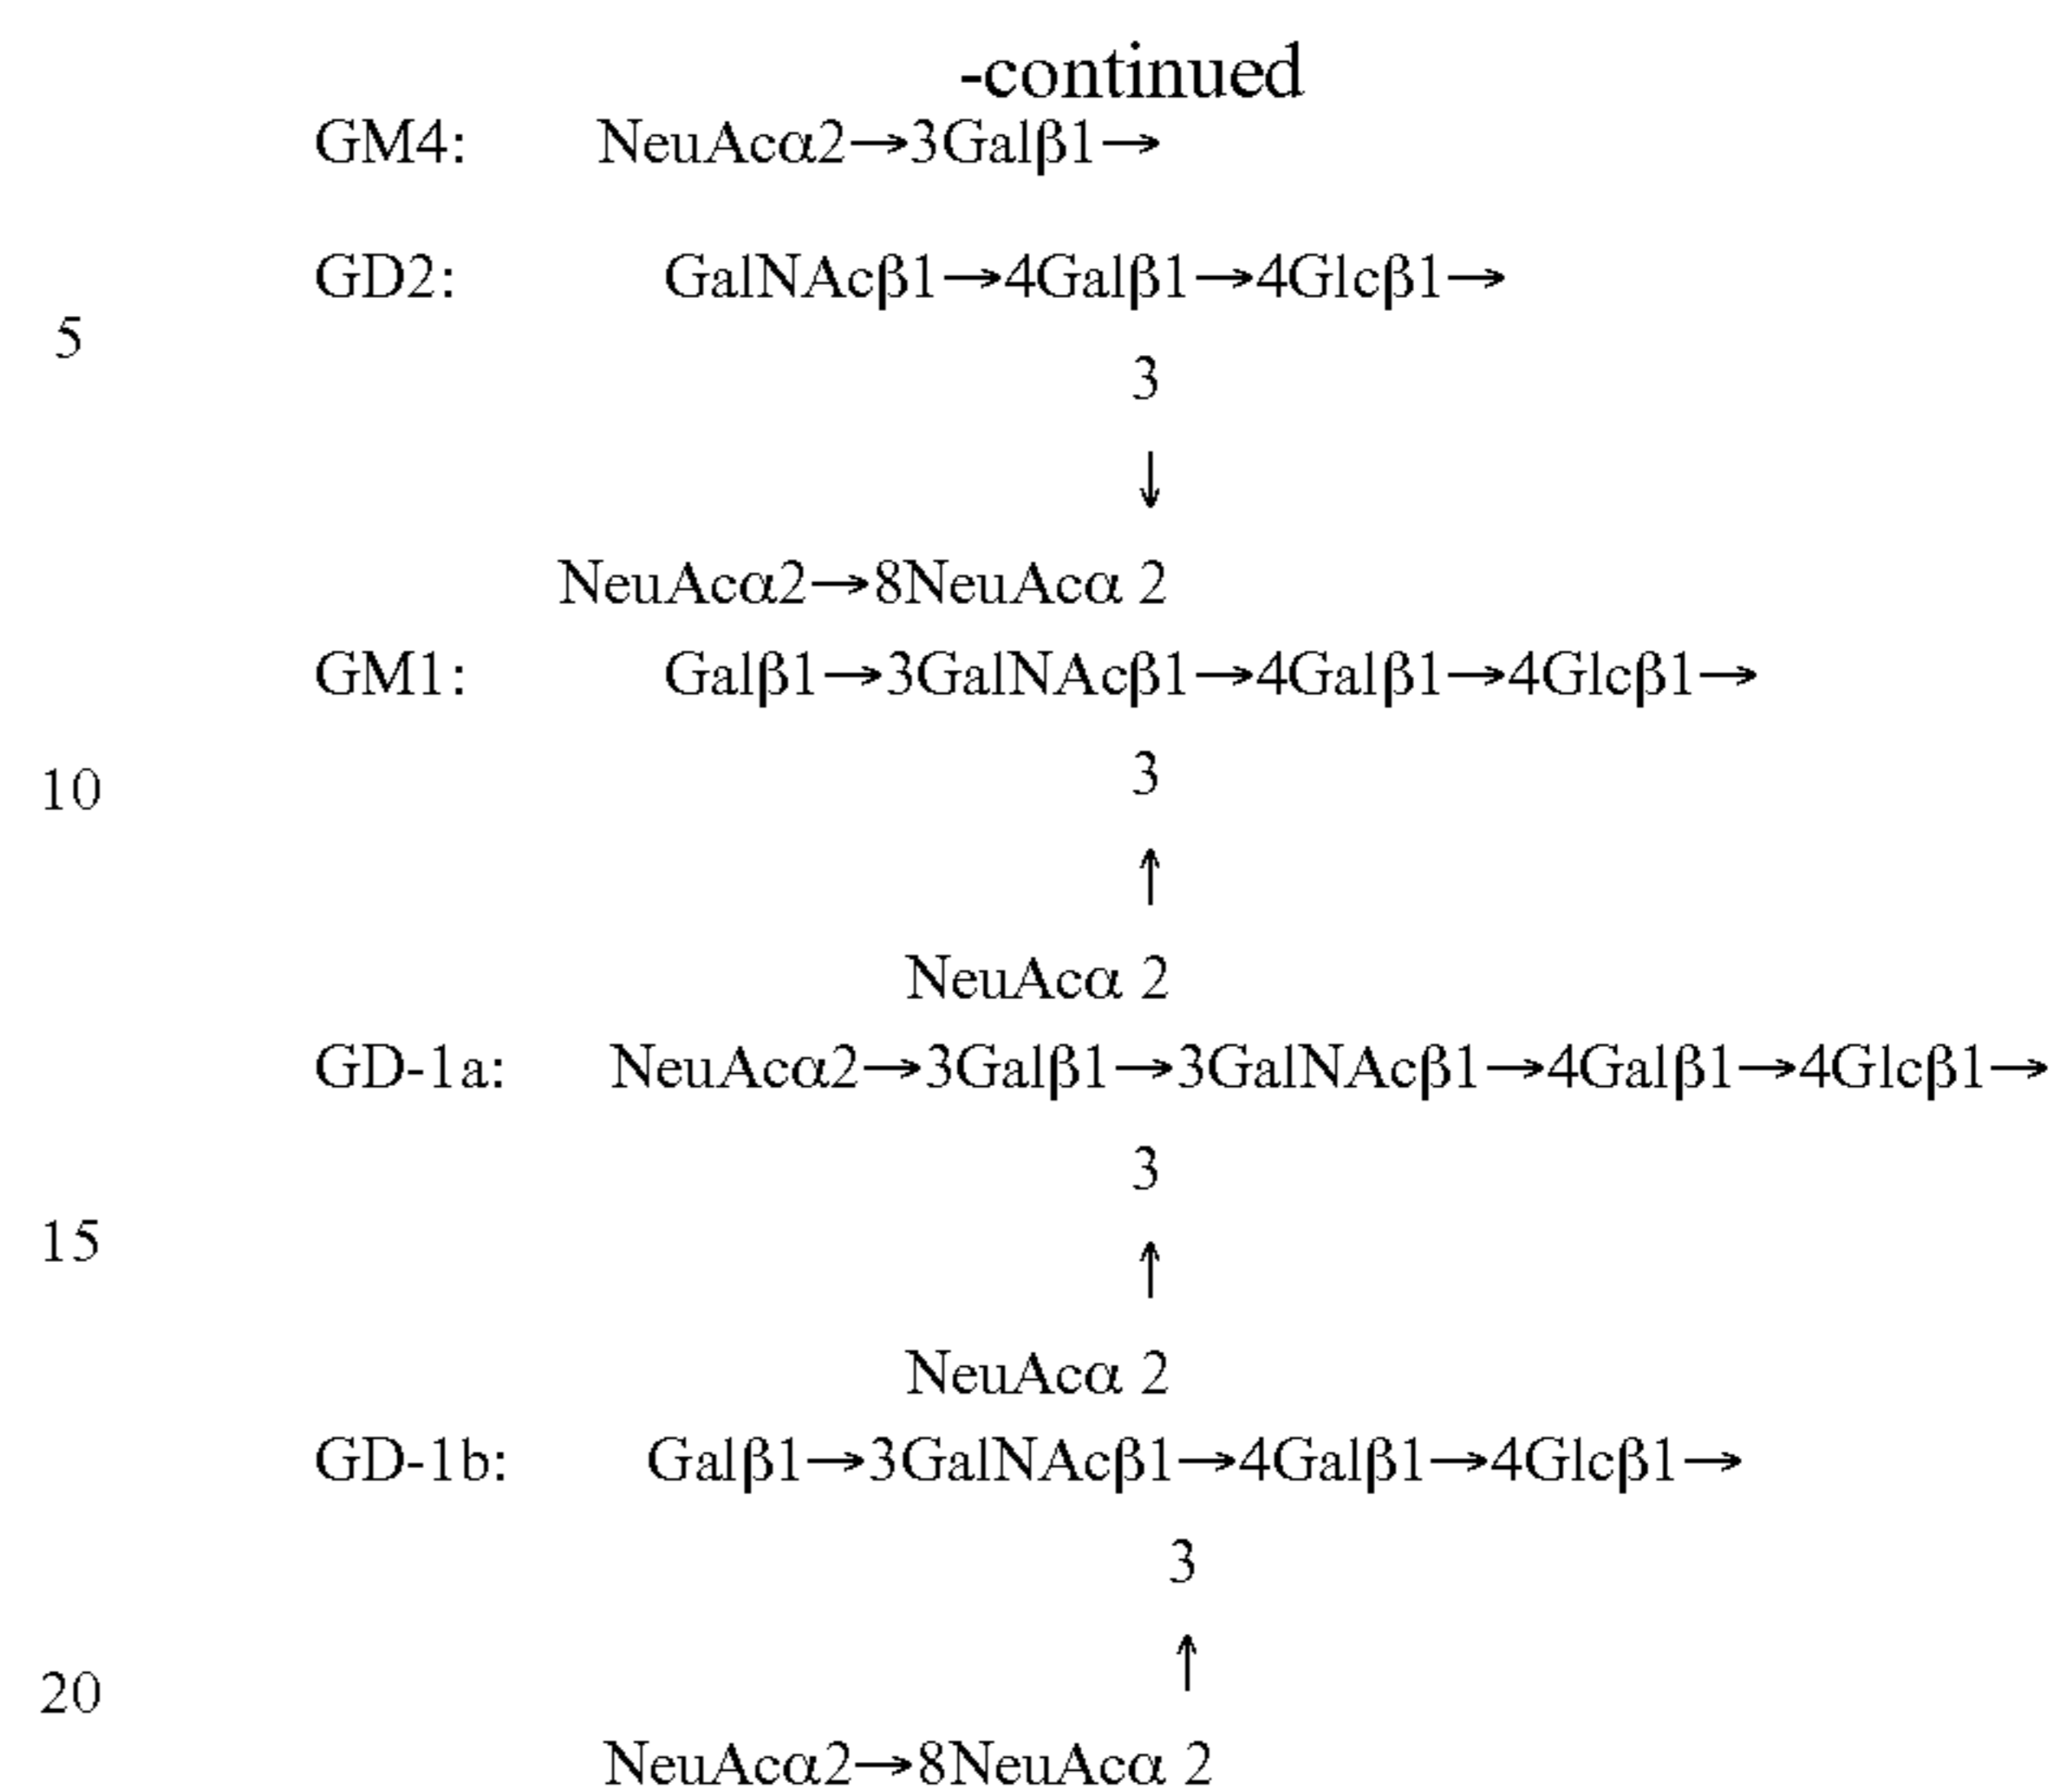 -continued
GM4: NeuAcα2→3Galβ1→
GD2: GalNAcβ1→4Galβ1→4Glcβ1→
5
3
↓
NeuAcα2→8NeuAcα 2
GM1: Galβ1→3GalNAcβ1→4Galβ1→4Glcβ1→
3
10
↑
NeuAcα 2
GD-1a: NeuAcα2→3Galβ1→3GalNAcβ1→4Galβ1→4Glcβ1→
3
15
↑
NeuAcα 2
GD-1b: Galβ1→3GalNAcβ1→4Galβ1→4Glcβ1→
3
↑
20
NeuAcα2→8NeuAcα 2